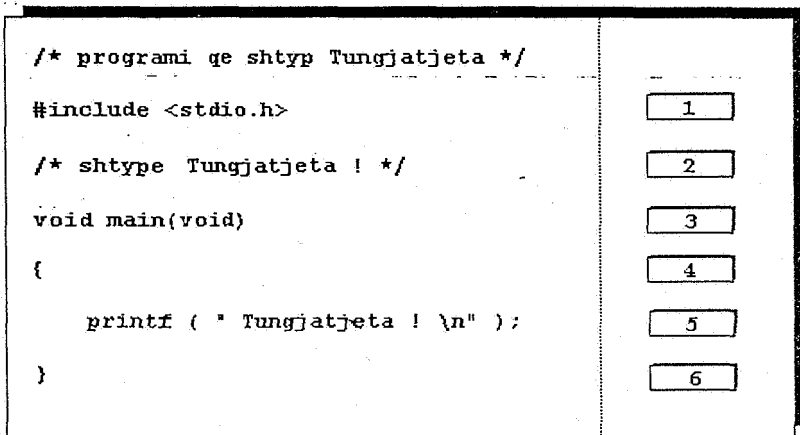 /* programi qe shtyp Tungjatjeta */
#include <stdio.h> 1
/* shtype Tungjatjeta ! */ 2
void main(void) 3
{ 4
printf ( " Tungjatjeta ! \n" ); 5
} 6